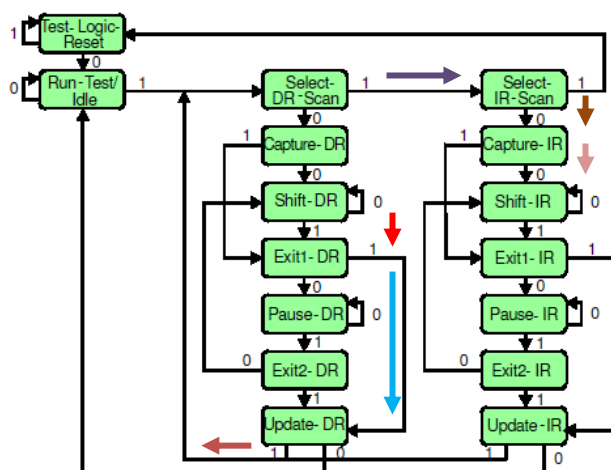 Test- Logic-
Reset
1
0
Run -Test/
Idle
0
1
Select-
DR -Scan
1
Select-
IR-Scan
1
0
0
1
Capture- DR
1
Capture- IR
0
0
Shift- DR
0
Shift- IR
0
1
1
Exit1- DR
1
Exit1- IR
1
0
0
Pause- DR
0
Pause- IR
0
1
1
0
Exit2- DR
0
Exit2- IR
1
1
Update- DR
Update -IR
1
0
1
0